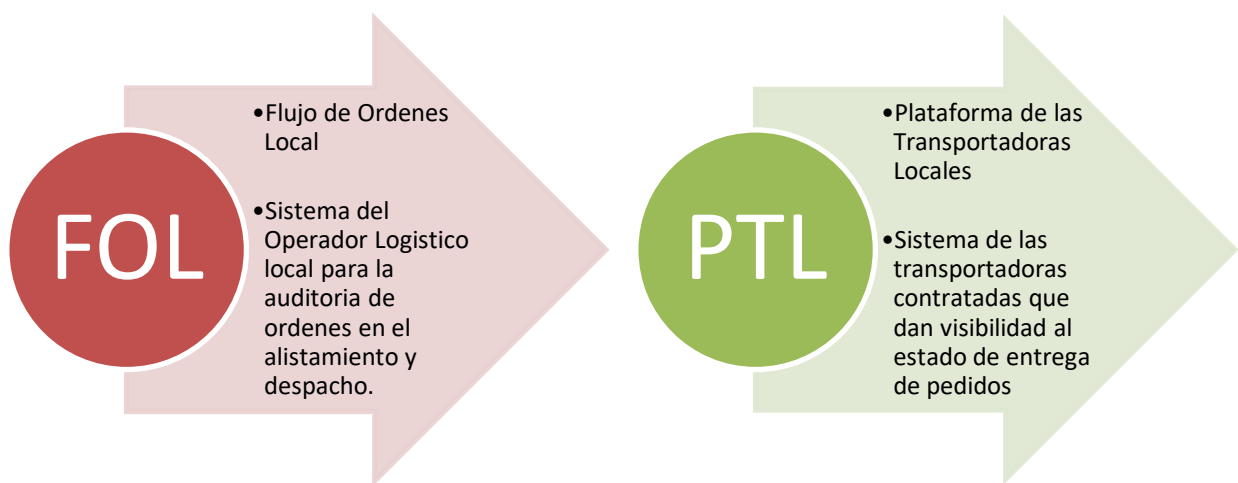 FOL
•Flujo de Ordenes
Local
•Sistema del
Operador Logistico
local para la
auditoria de
ordenes en el
alistamiento y
despacho.
PTL
•Plataforma de las
Transportadoras
Locales
•Sistema de las
transportadoras
contratadas que
dan visibilidad al
estado de entrega
de pedidos